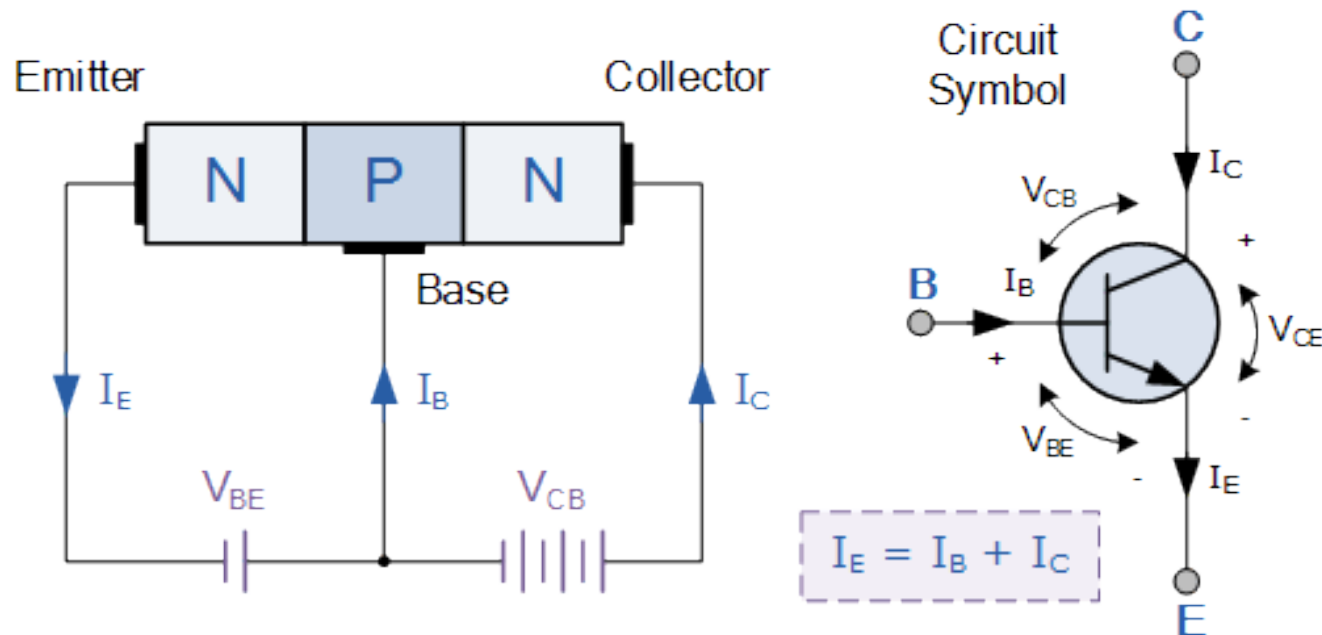 Emitter
Collector
N
P
N
Base
I_E
I_B
I_C
V_BE
V_CB
Circuit
Symbol
C
I_C
V_CB
+
B
I_B
+
V_CE
V_BE
-
-
I_E
E
I_E = I_B + I_C